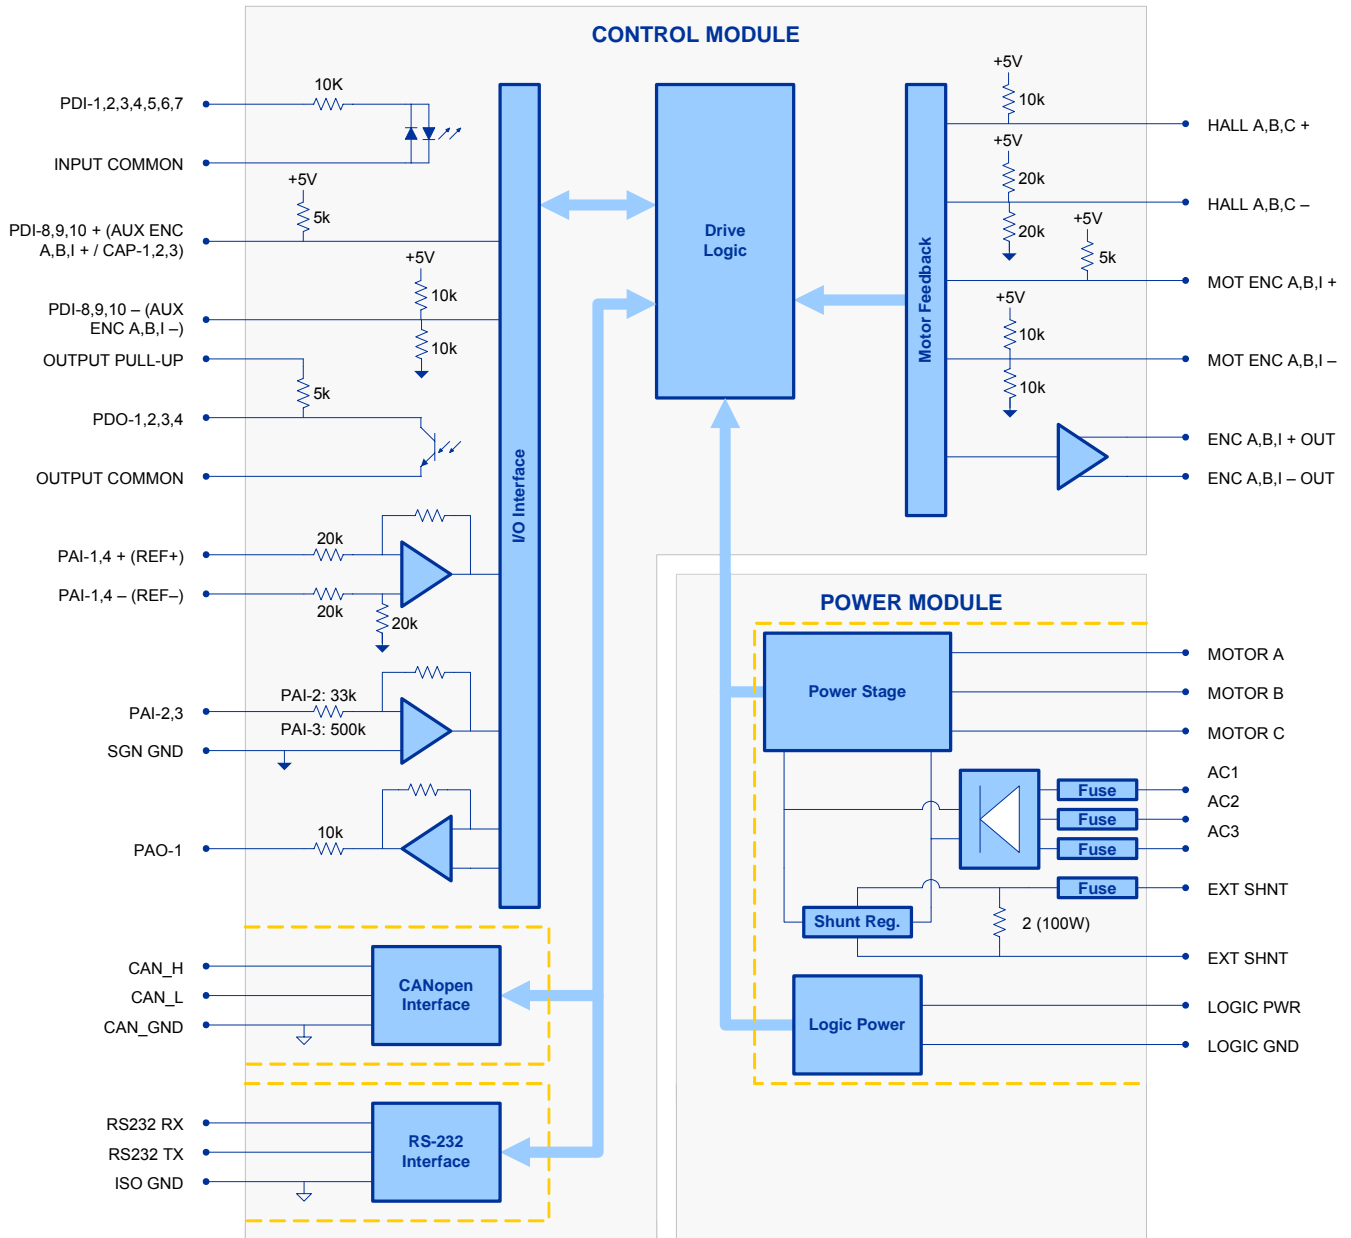 CONTROL MODULE
PDI-1,2,3,4,5,6,7
10K
INPUT COMMON
+5V
5k
PDI-8,9,10 + (AUX ENC
A,B,I + / CAP-1,2,3)
+5V
10k
PDI-8,9,10 – (AUX
ENC A,B,I –)
10k
OUTPUT PULL-UP
5k
PDO-1,2,3,4
OUTPUT COMMON
PAI-1,4 + (REF+)
20k
PAI-1,4 – (REF–)
20k
20k
PAI-2: 33k
PAI-2,3
PAI-3: 500k
SGN GND
PAO-1
10k
I/O Interface
CAN_H
CAN_L
CAN_GND
CANopen
Interface
RS232 RX
RS232 TX
ISO GND
RS-232
Interface
Drive
Logic
Motor Feedback
+5V
10k
HALL A,B,C +
+5V
20k
HALL A,B,C –
20k
+5V
5k
MOT ENC A,B,I +
+5V
10k
MOT ENC A,B,I –
10k
ENC A,B,I + OUT
ENC A,B,I – OUT
POWER MODULE
Power Stage
MOTOR A
MOTOR B
MOTOR C
AC1
Fuse
AC2
Fuse
AC3
Fuse
Fuse
EXT SHNT
Shunt Reg.
2 (100W)
EXT SHNT
Logic Power
LOGIC PWR
LOGIC GND